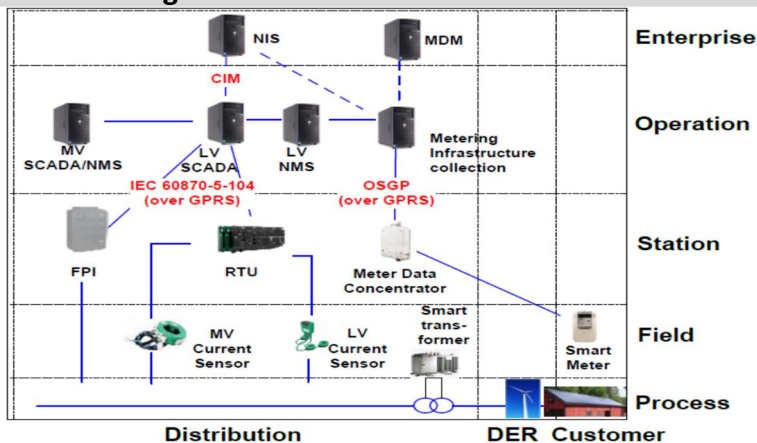 NIS
MDM
Enterprise
CIM
MV
SCADA/NMS
LV
SCADA
LV
NMS
Metering
Infrastructure
collection
Operation
IEC 60870-5-104
(over GPRS)
OSGP
(over GPRS)
FPI
RTU
Meter Data
Concentrator
Station
MV
Current
Sensor
LV
Current
Sensor
Smart
trans-
former
Smart
Meter
Field
Process
Distribution
DER
Customer